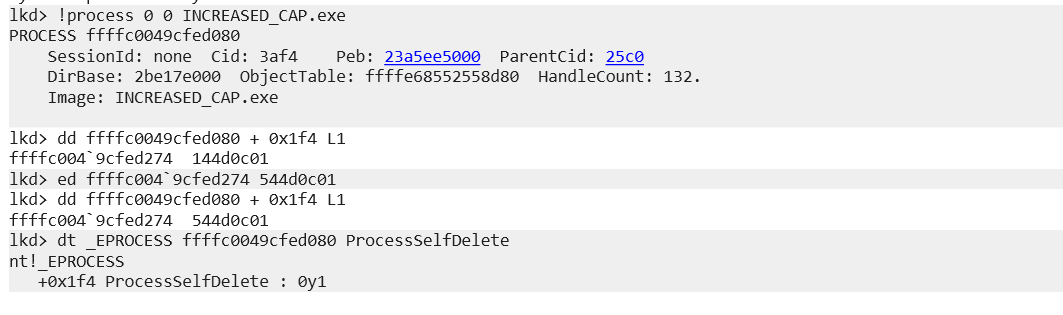 lkd> !process 0 0 INCREASED_CAP.exe
PROCESS ffffc0049cfed080
    SessionId: none  Cid: 3af4    Peb: 23a5ee5000  ParentCid: 25c0
    DirBase: 2be17e000  ObjectTable: ffffe68552558d80  HandleCount: 132.
    Image: INCREASED_CAP.exe
lkd> dd ffffc0049cfed080 + 0x1f4 L1
ffffc004`9cfed274  144d0c01
lkd> ed ffffc004`9cfed274 544d0c01
lkd> dd ffffc0049cfed080 + 0x1f4 L1
ffffc004`9cfed274  544d0c01
lkd> dt _EPROCESS ffffc0049cfed080 ProcessSelfDelete
nt!_EPROCESS
   +0x1f4 ProcessSelfDelete : 0y1